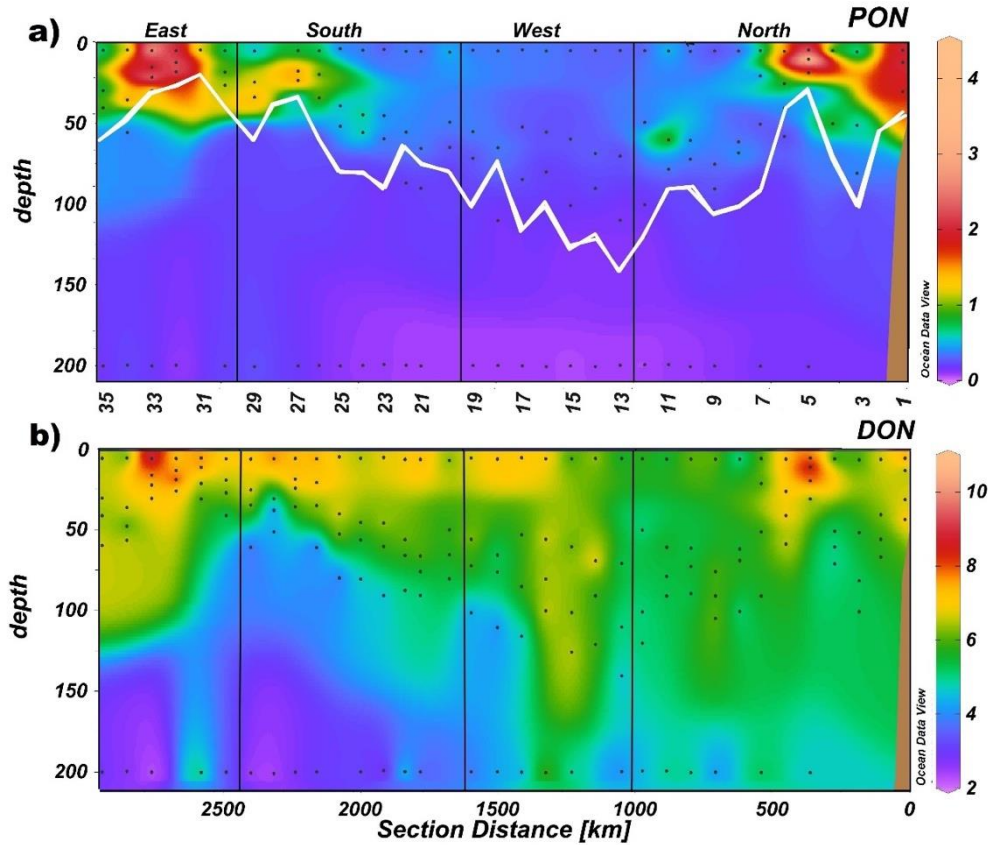 a) East South West North PON
0
50
100
150
200
depth
35 33 31 29 27 25 23 21 19 17 15 13 11 9 7 5 3 1
Ocean Data View
4
3
2
1
0
b) DON
0
50
100
150
200
depth
2500 2000 1500 1000 500 0
Section Distance [km]
Ocean Data View
10
8
6
4
2